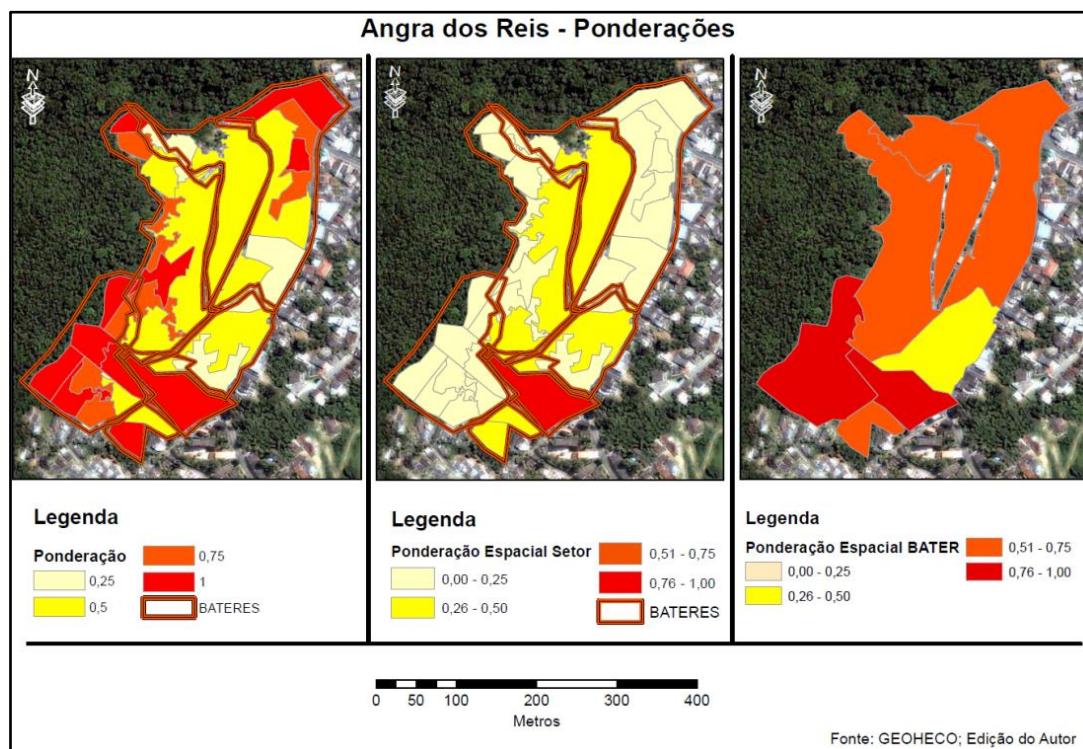 Angra dos Reis - Ponderações
N
N
N
Legenda
Ponderação
0,25
0,5
0,75
1
BATERES
Legenda
Ponderação Espacial Setor
0,00 - 0,25
0,26 - 0,50
0,51 - 0,75
0,76 - 1,00
BATERES
Legenda
Ponderação Espacial BATER
0,00 - 0,25
0,26 - 0,50
0,51 - 0,75
0,76 - 1,00
0 50 100 200 300 400
Metros
Fonte: GEOHECO; Edição do Autor